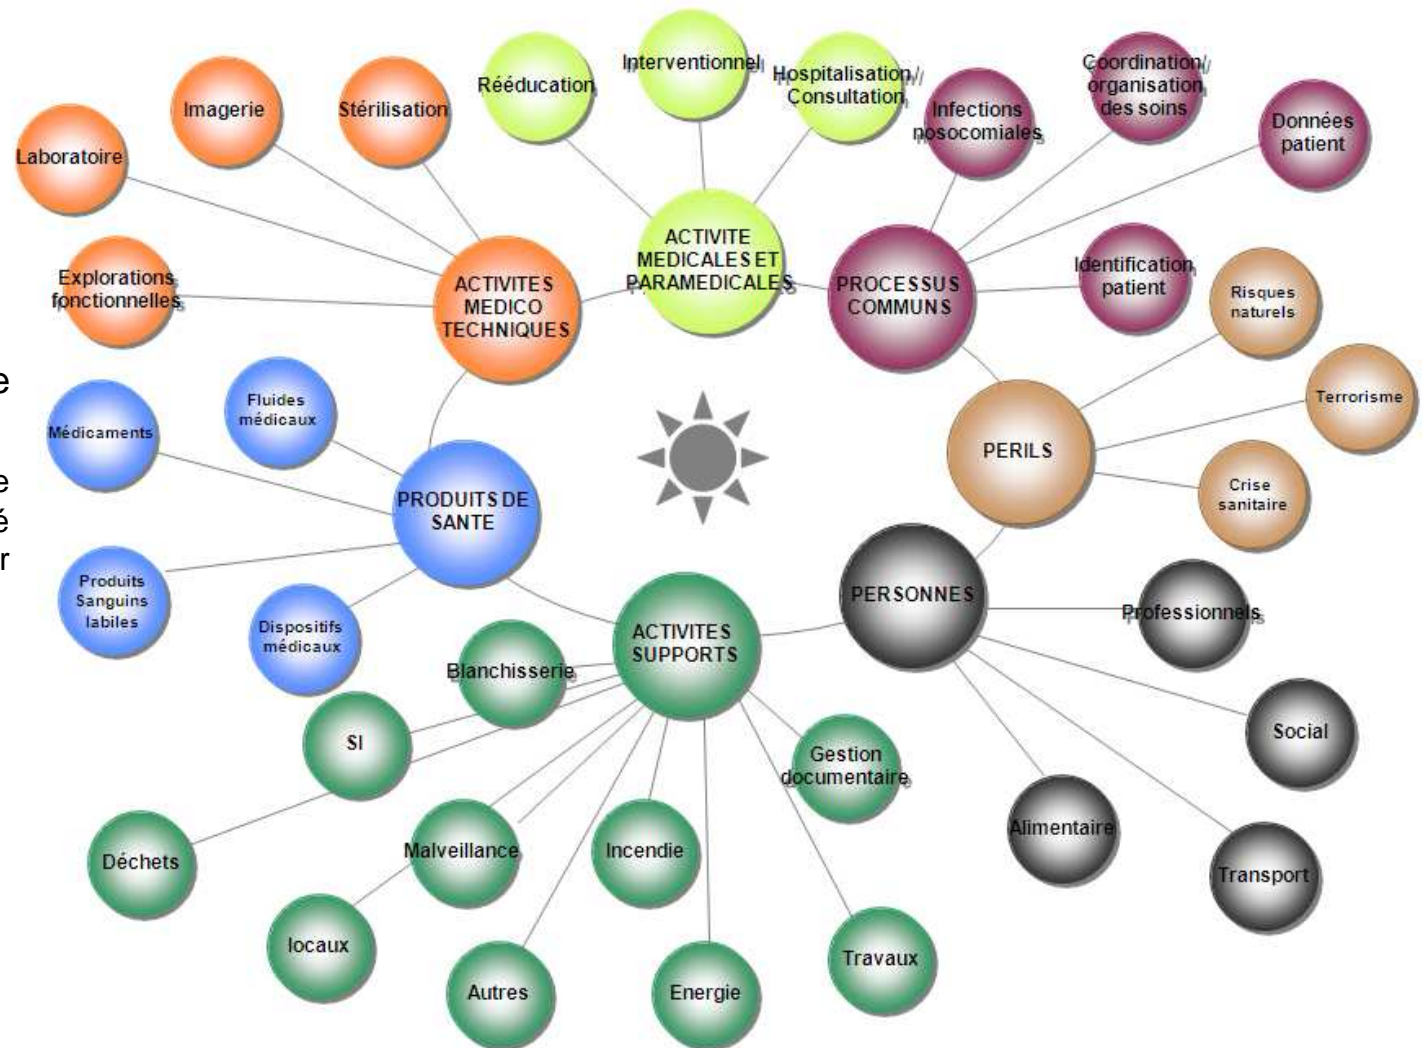 Laboratoire
Imagerie
Stérilisation
Explorations
fonctionnelles
ACTIVITES
MEDICO
TECHNIQUES
Rééducation
Interventionnel
Hospitalisation/
Consultation
ACTIVITE
MEDICALES ET
PARAMEDICALES
Infections
nosocomiales
Coordination/
organisation
des soins
Données
patient
Identification
patient
PROCESSUS
COMMUNS
Risques
naturels
Terrorisme
Crise
sanitaire
PERILS
e
e
é
r
Fluides
médicaux
Médicaments
Produits
Sanguins
labiles
Dispositifs
médicaux
PRODUITS DE
SANTE
PERSONNES
Professionnels
Social
Alimentaire
Transport
ACTIVITES
SUPPORTS
Blanchisserie
SI
Déchets
Malveillance
locaux
Autres
Incendie
Energie
Gestion
documentaire
Travaux